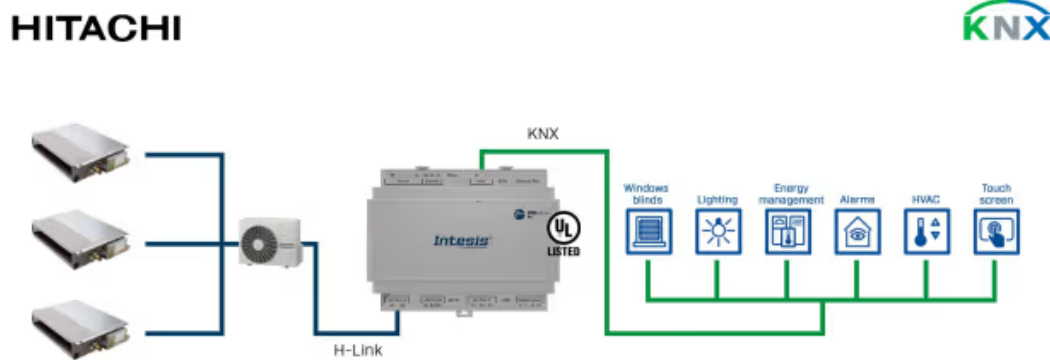 HITACHI
KNX
KNX
Windows
blinds
Lighting
Energy
management
Alarms
HVAC
Touch
screen
Intesis
UL
LISTED
H-Link